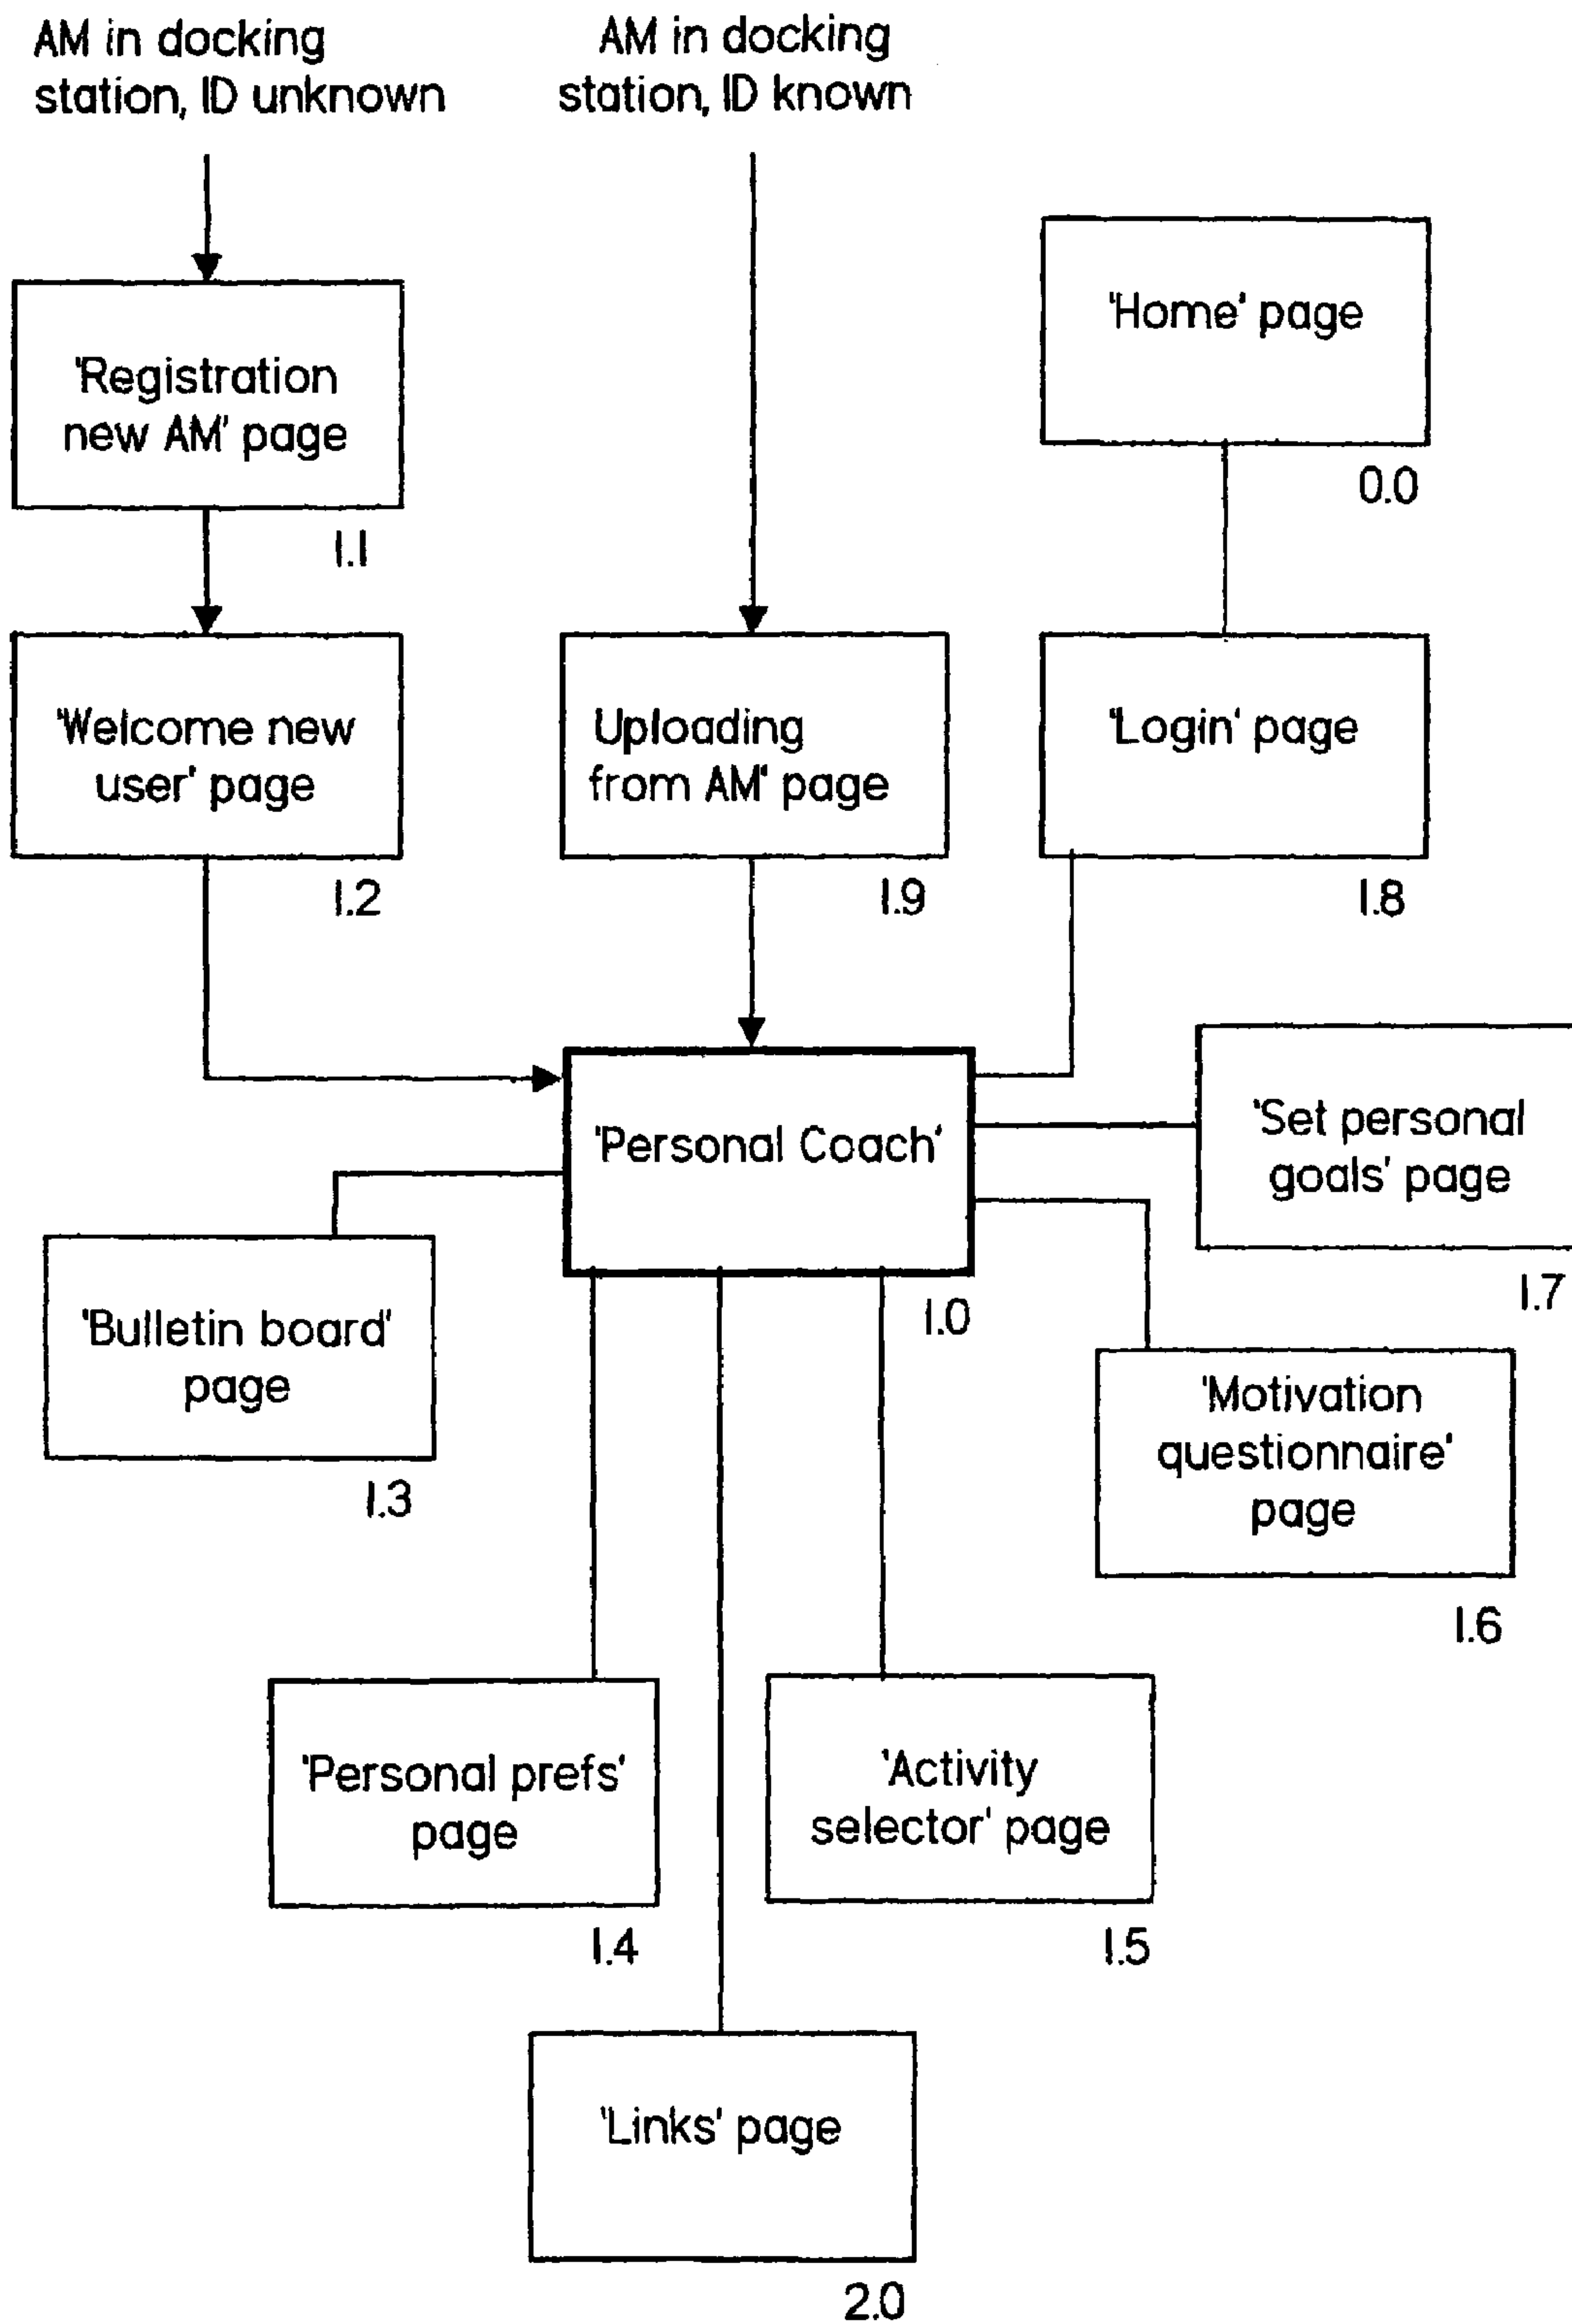 AM in docking
station, ID unknown
AM in docking
station, ID known
'Home' page
0.0
'Registration
new AM' page
1.1
'Welcome new
user' page
1.2
Uploading
from AM' page
1.9
'Login' page
1.8
'Personal Coach'
1.0
'Set personal
goals' page
1.7
'Bulletin board'
page
1.3
'Motivation
questionnaire'
page
1.6
'Personal prefs'
page
1.4
'Activity
selector' page
1.5
'Links' page
2.0